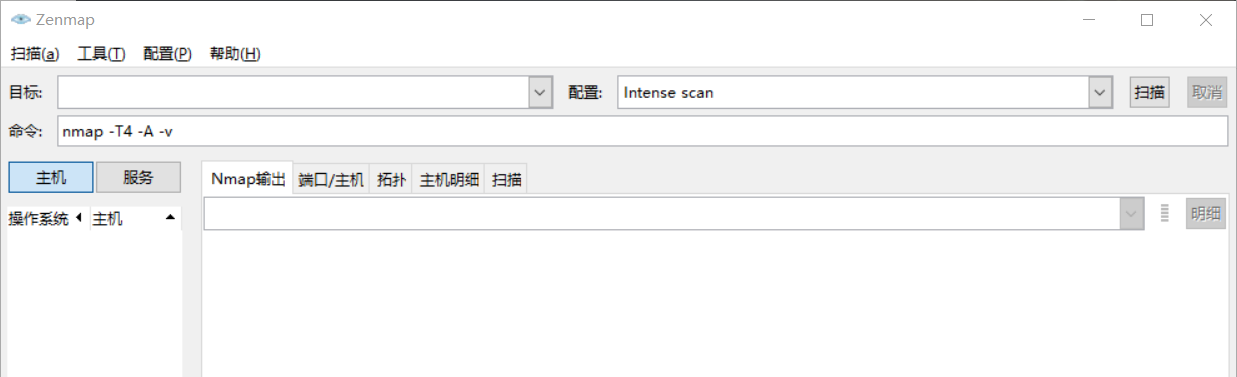 Zenmap
扫描(a) 工具(T) 配置(P) 帮助(H)
目标: 配置: Intense scan 扫描 取消
命令: nmap -T4 -A -v
主机 服务 Nmap输出 端口/主机 拓扑 主机明细 扫描
操作系统 主机 明细